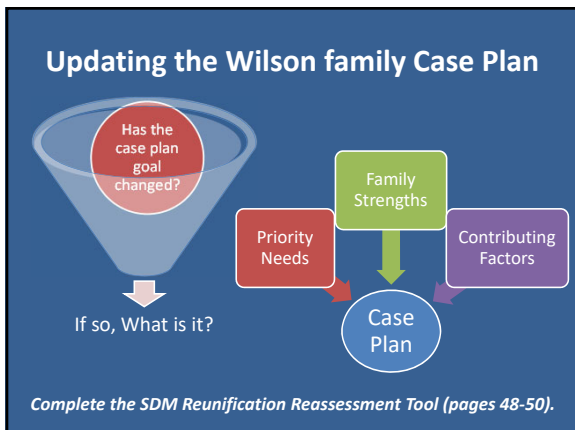 Updating the Wilson family Case Plan
Has the
case plan
goal
changed?
If so, What is it?
Family
Strengths
Priority
Needs
Contributing
Factors
Case
Plan
Complete the SDM Reunification Reassessment Tool (pages 48-50).